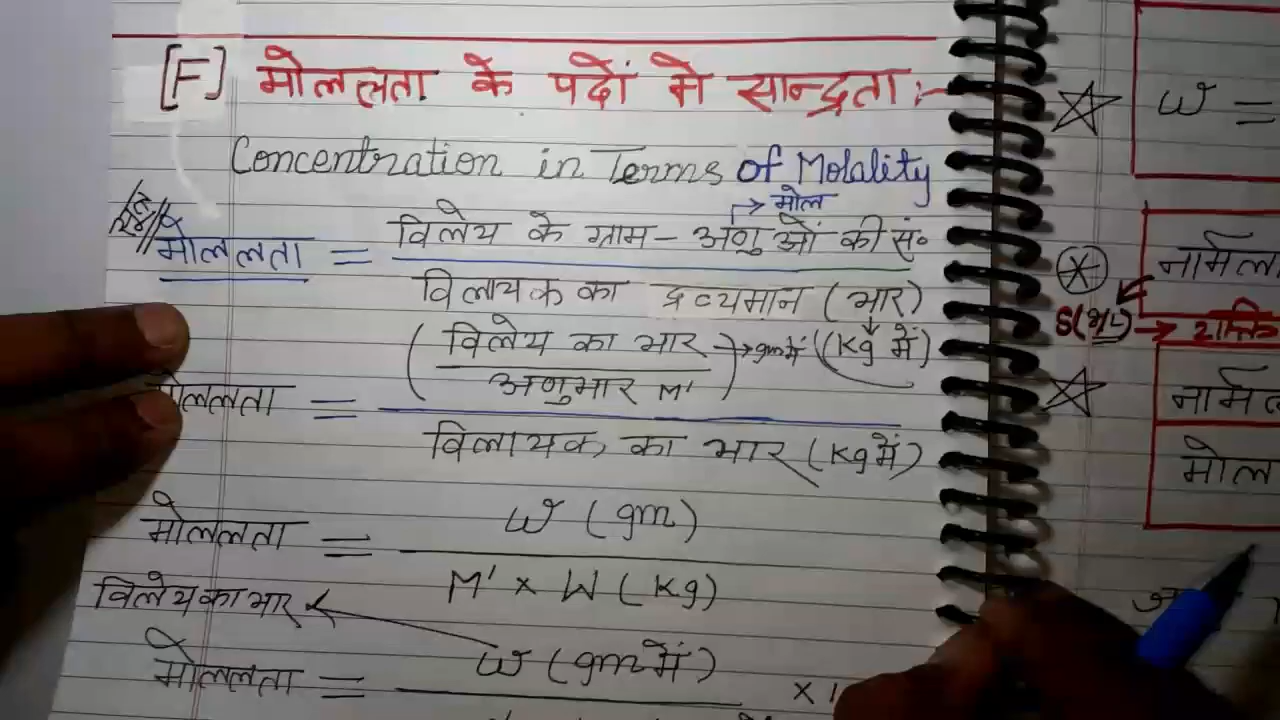 [F] मोललता के पदों मे सान्द्रता :-
Concentration in Terms of Molality
→ मोल
मोललता = विलेय के ग्राम - अणुओं की सं०
विलायक का द्रव्यमान (भार)
(विलेय का भार → gm में (Kg में)
अणुभार M')
मोललता =
विलायक का भार (Kg में)
मोललता = W (gm)
M' × W (Kg)
विलेय का भार
मोललता = W (gm में) × 1
W =
नार्मल
S(g/L) →
नार्मल
मोल